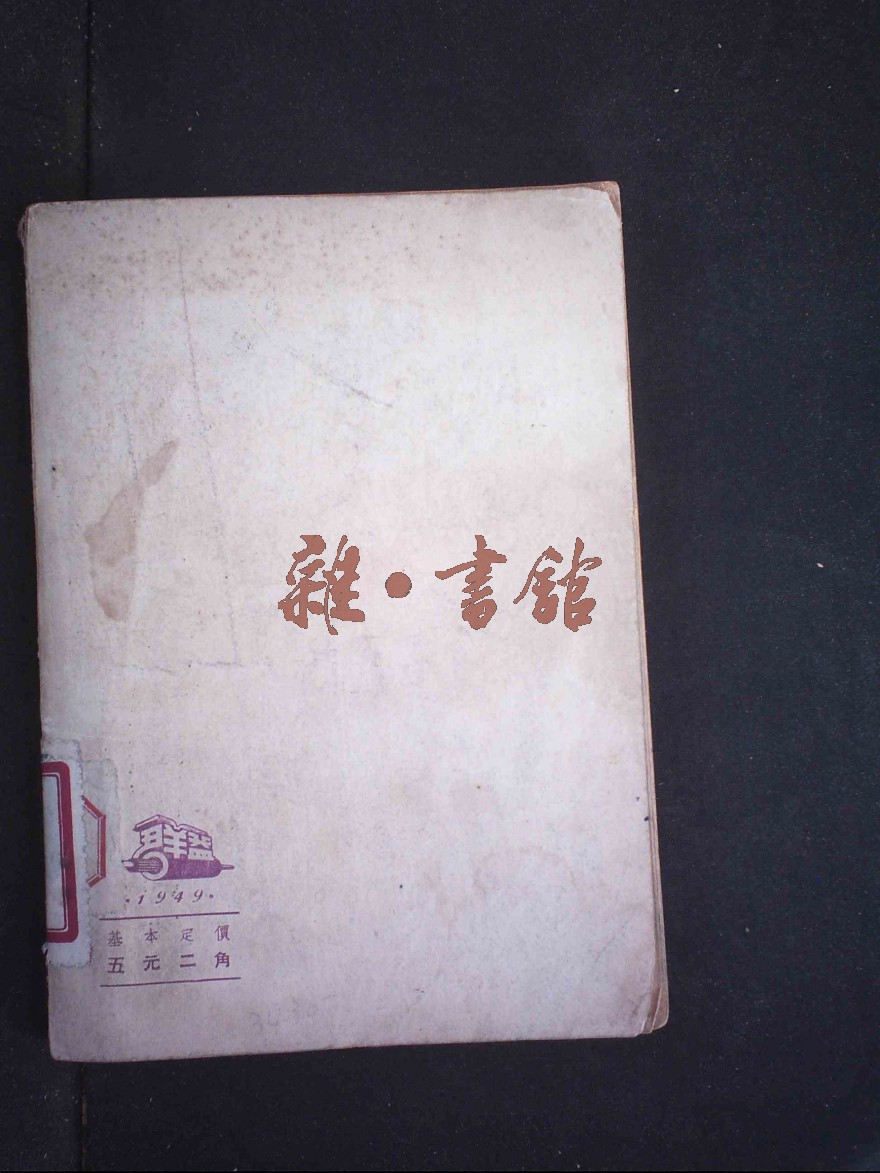 雜·書館
群益
·1949·
基本定價
五元二角